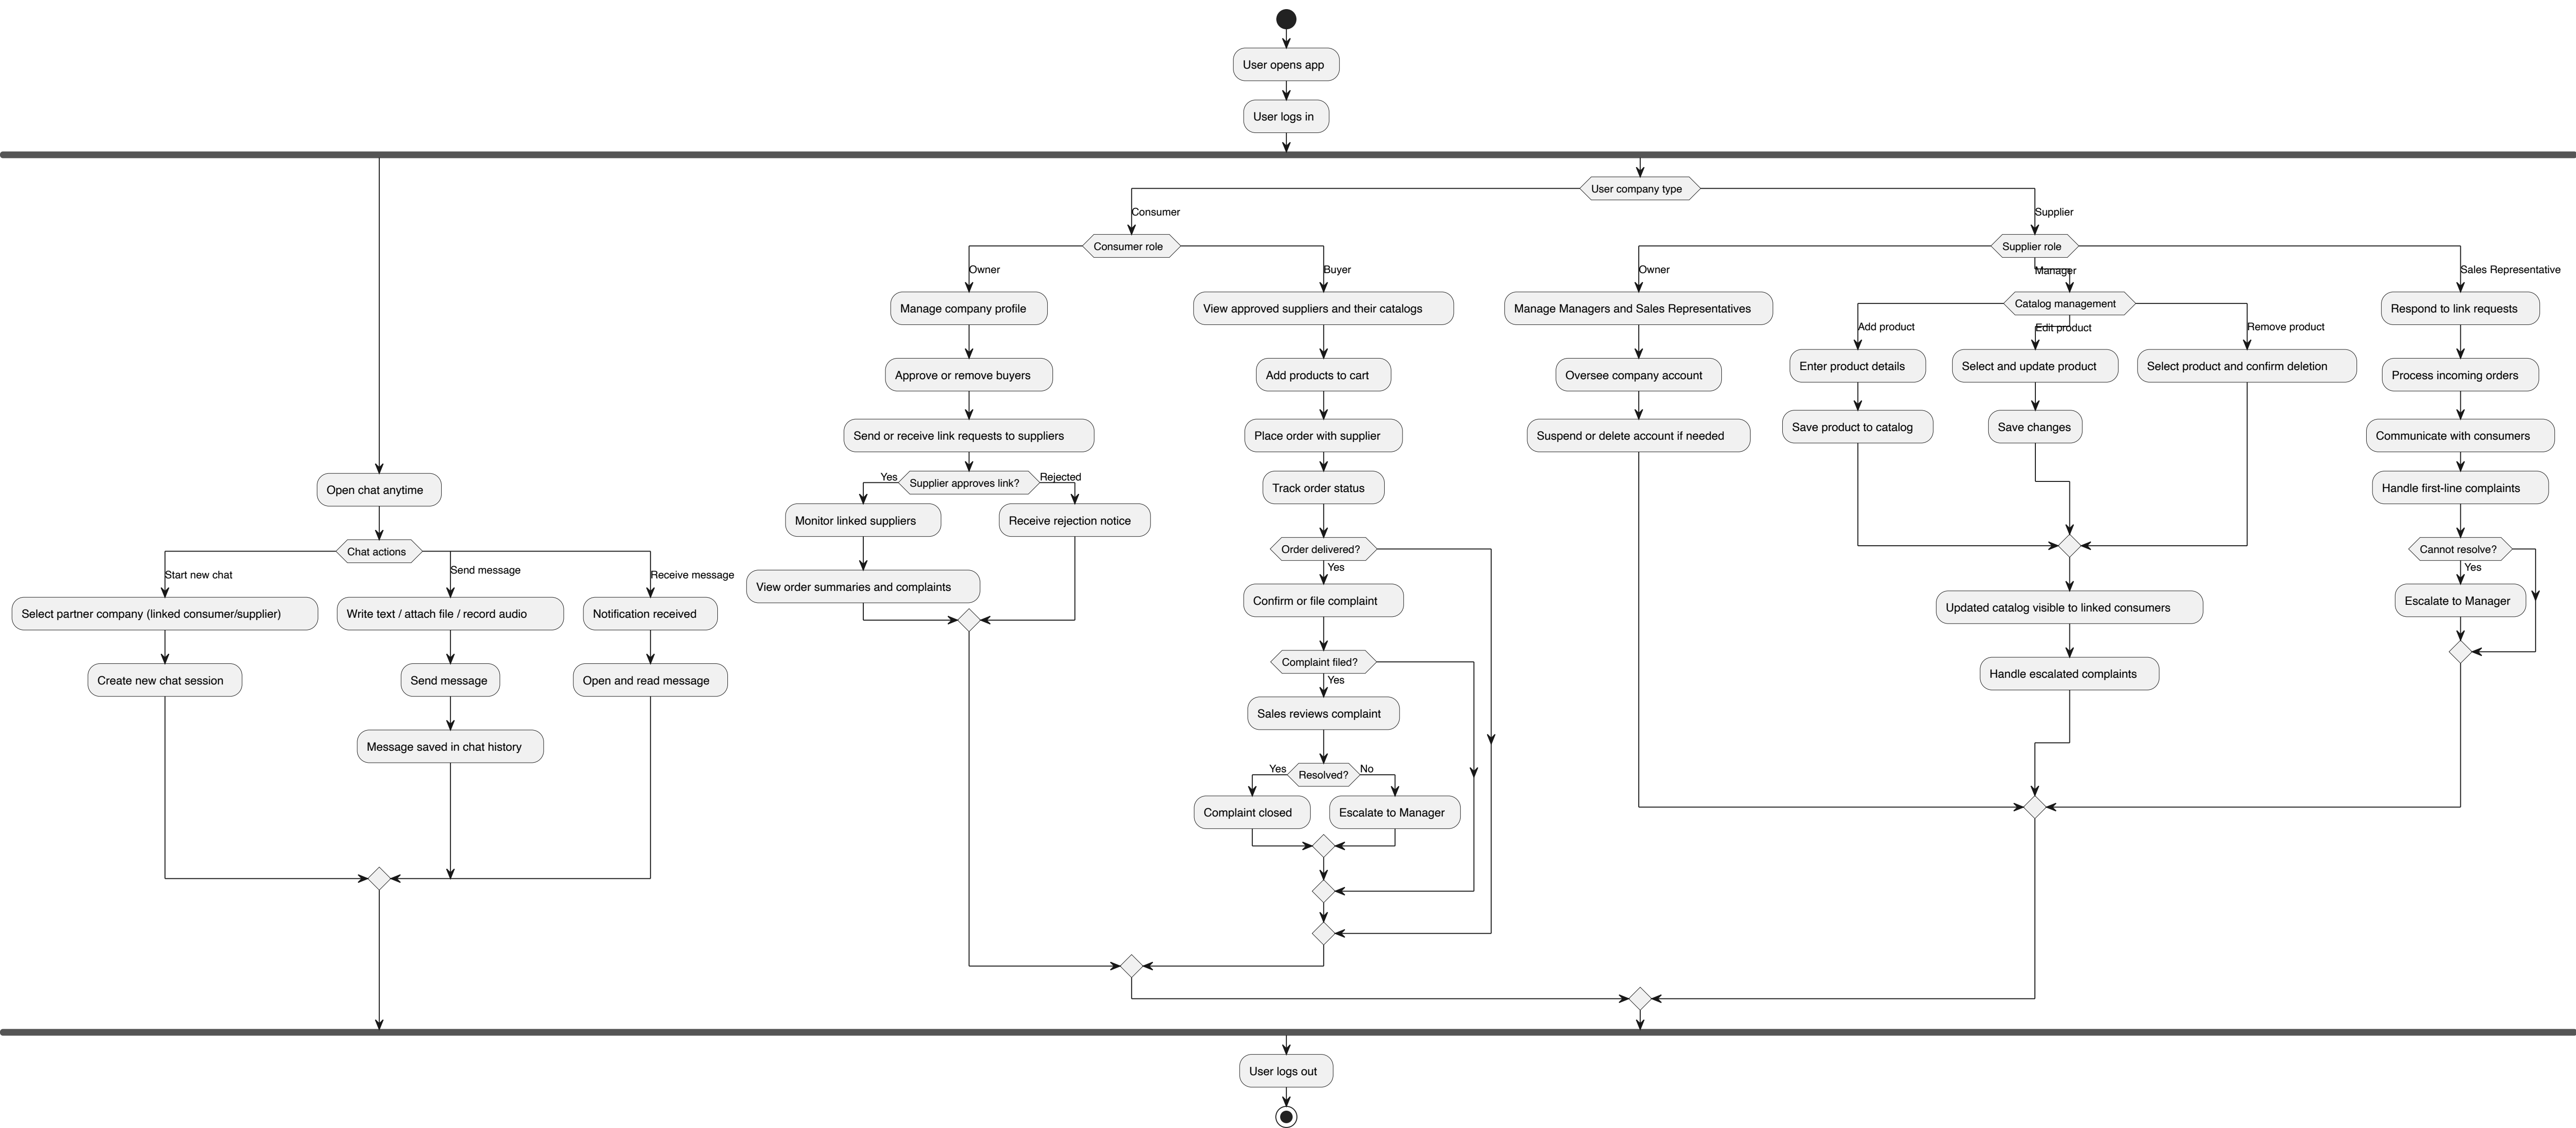 User opens app
User logs in
User company type
Consumer
Supplier
Consumer role
Supplier role
Owner
Buyer
Owner
Manager
Sales Representative
Manage company profile
View approved suppliers and their catalogs
Manage Managers and Sales Representatives
Catalog management
Respond to link requests
Add product
Edit product
Remove product
Approve or remove buyers
Add products to cart
Oversee company account
Enter product details
Select and update product
Select product and confirm deletion
Process incoming orders
Send or receive link requests to suppliers
Place order with supplier
Suspend or delete account if needed
Save product to catalog
Save changes
Communicate with consumers
Yes
Supplier approves link?
Rejected
Open chat anytime
Track order status
Handle first-line complaints
Monitor linked suppliers
Receive rejection notice
Chat actions
Order delivered?
Yes
Cannot resolve?
Yes
Start new chat
Send message
Receive message
View order summaries and complaints
Confirm or file complaint
Updated catalog visible to linked consumers
Escalate to Manager
Select partner company (linked consumer/supplier)
Write text / attach file / record audio
Notification received
Complaint filed?
Yes
Create new chat session
Send message
Open and read message
Handle escalated complaints
Sales reviews complaint
Message saved in chat history
Yes
Resolved?
No
Complaint closed
Escalate to Manager
User logs out